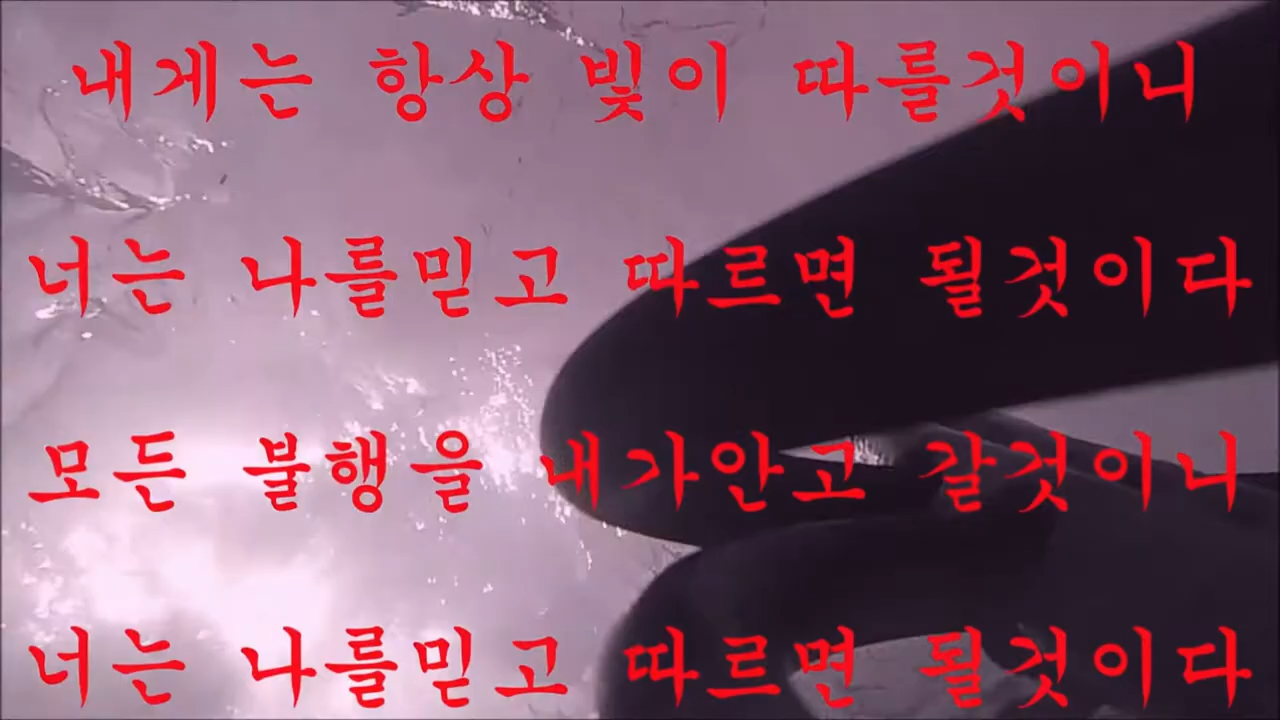 내게는 항상 빛이 따를것이니
너는 나를믿고 따르면 될것이다
모든 불행을 내가안고 갈것이니
너는 나를믿고 따르면 될것이다